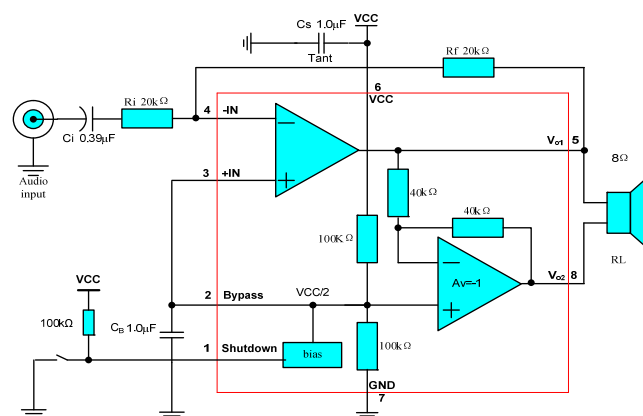 Cs 1.0μF
Tant
VCC
Rf 20kΩ
6
VCC
Ri 20kΩ
4
-IN
Ci
0.39μF
Audio
input
3
+IN
Vo1
5
8Ω
40kΩ
40kΩ
100KΩ
RL
VCC
VCC/2
Av=-1
Vo2
8
2
Bypass
100kΩ
CB 1.0μF
1
Shutdown
bias
100kΩ
GND
7